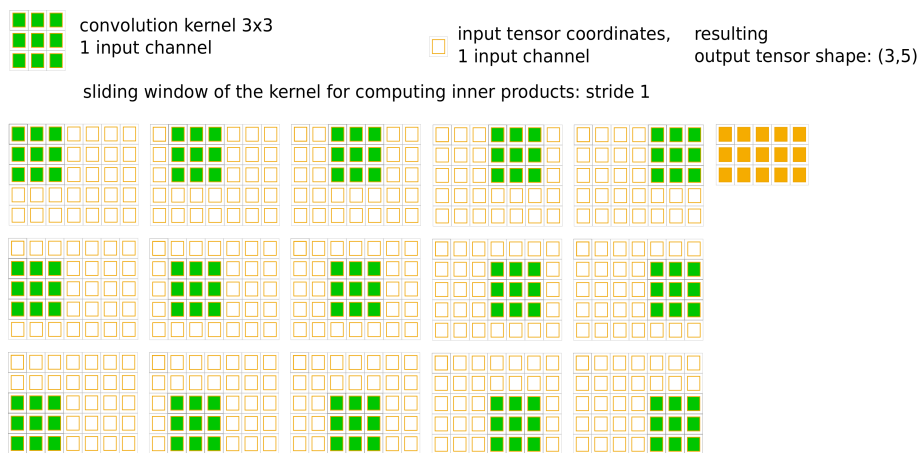 convolution kernel 3x3
1 input channel
input tensor coordinates,
1 input channel
resulting
output tensor shape: (3,5)
sliding window of the kernel for computing inner products: stride 1